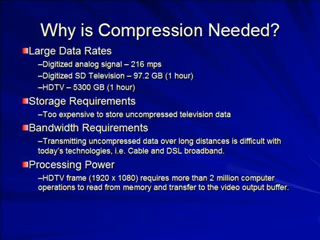 Why is Compression Needed?
Large Data Rates
–Digitized analog signal – 216 mps
–Digitized SD Television – 97.2 GB (1 hour)
–HDTV – 5300 GB (1 hour)
Storage Requirements
–Too expensive to store uncompressed television data
Bandwidth Requirements
–Transmitting uncompressed data over long distances is difficult with
today's technologies, i.e. Cable and DSL broadband.
Processing Power
–HDTV frame (1920 x 1080) requires more than 2 million computer
operations to read from memory and transfer to the video output buffer.